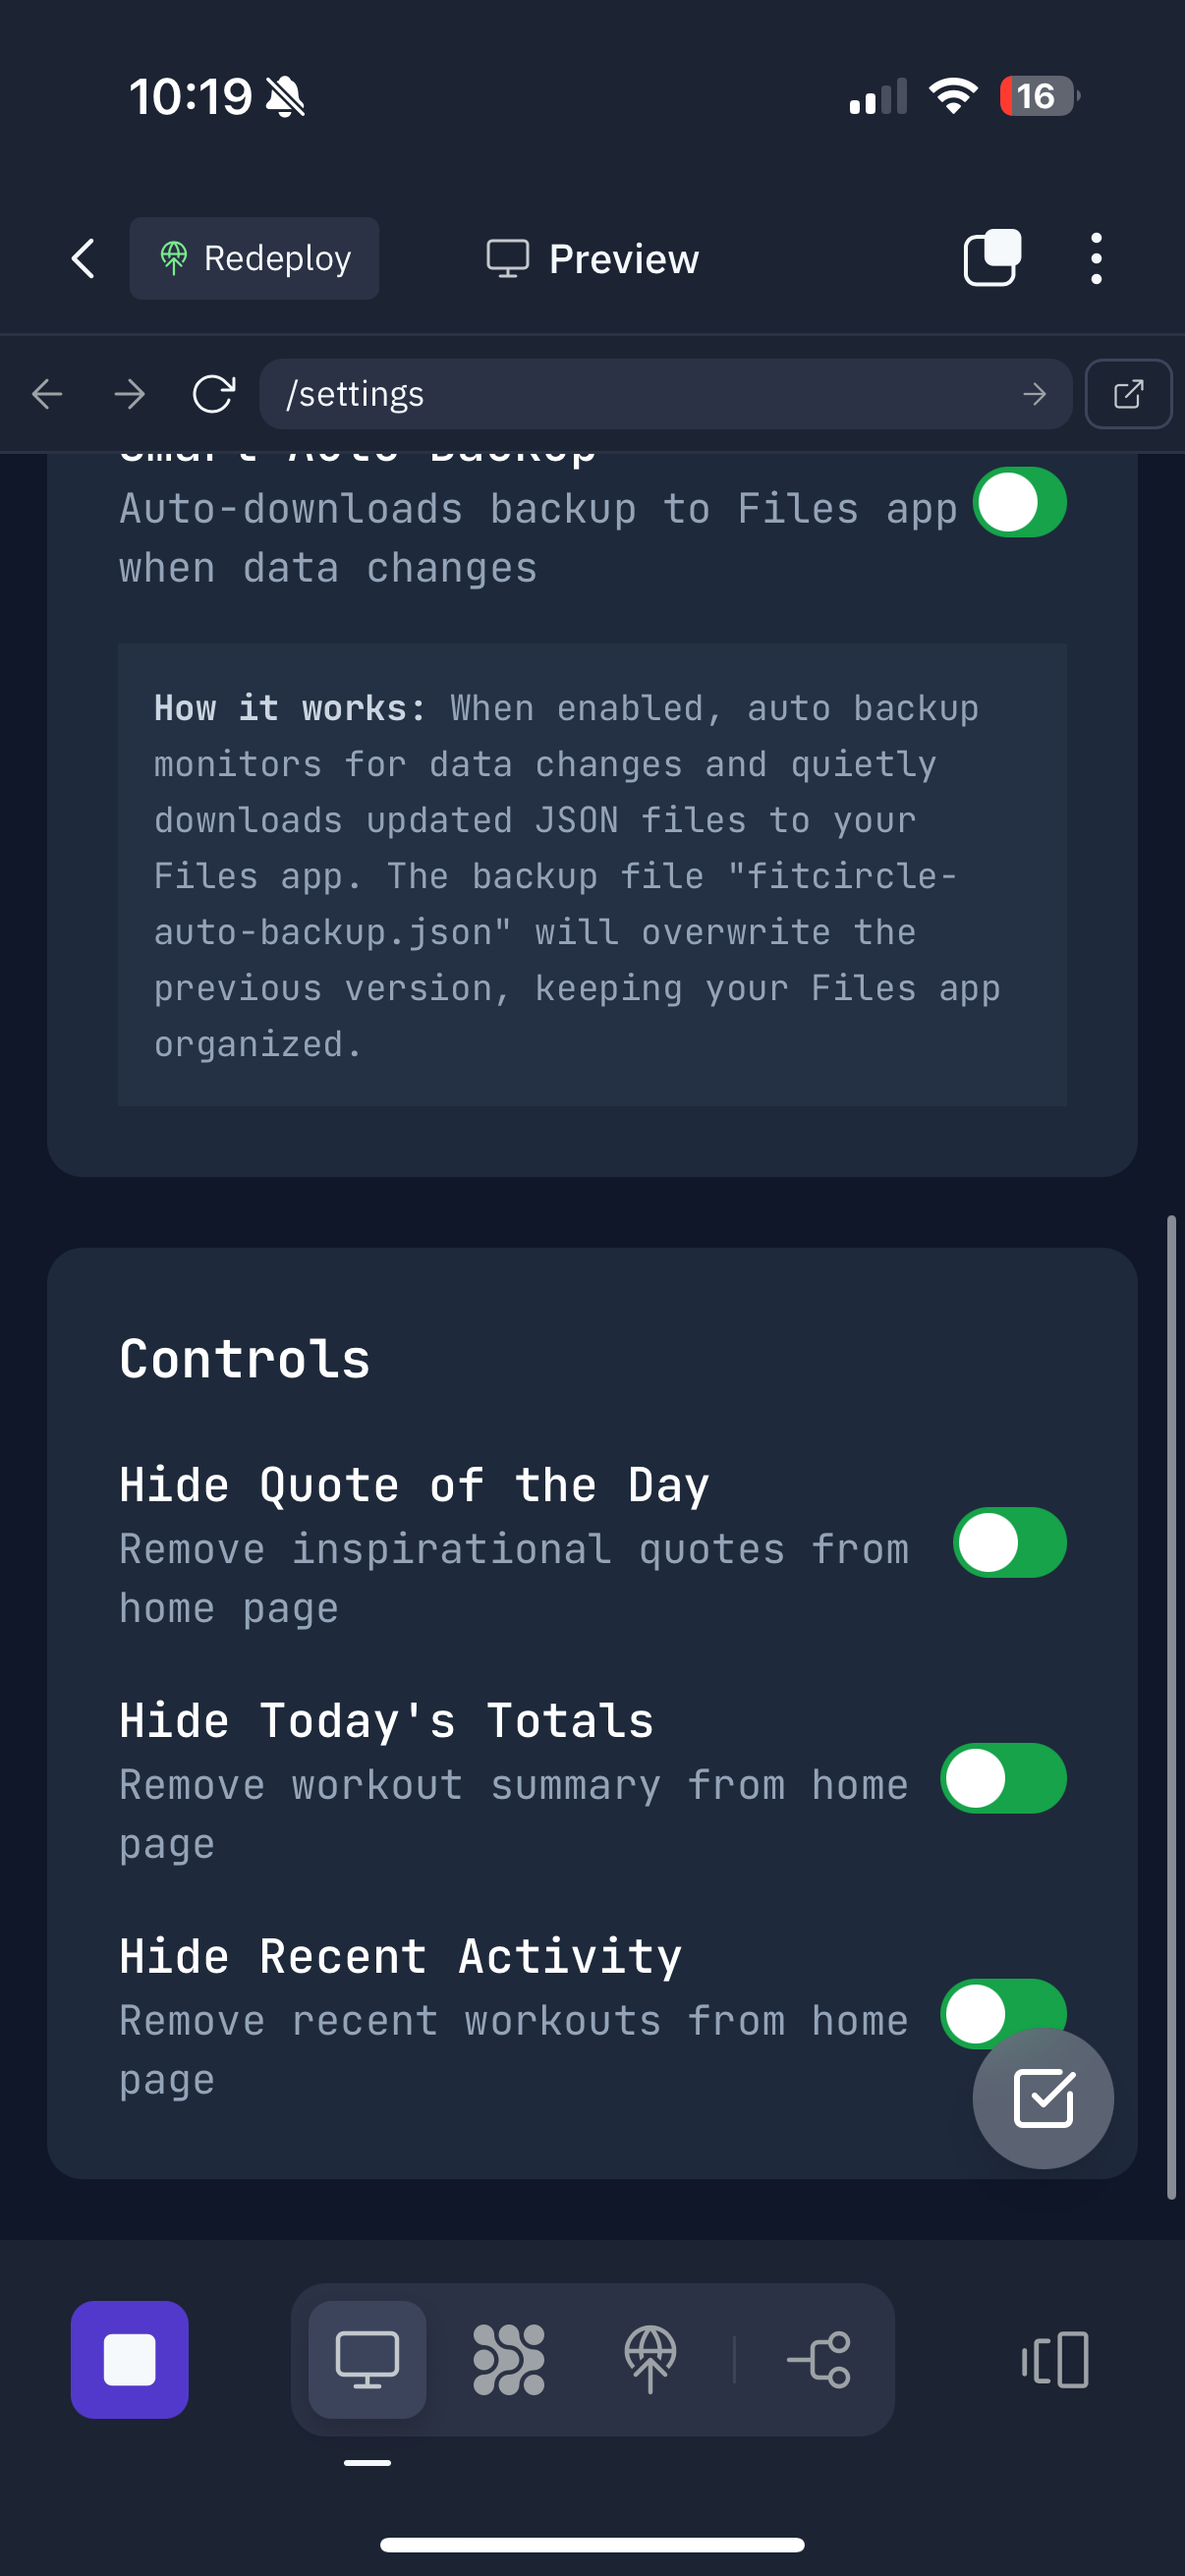 10:19
16
Redeploy
Preview
/settings
Smart Auto Backup
Auto-downloads backup to Files app
when data changes
How it works: When enabled, auto backup
monitors for data changes and quietly
downloads updated JSON files to your
Files app. The backup file "fitcircle-
auto-backup.json" will overwrite the
previous version, keeping your Files app
organized.
Controls
Hide Quote of the Day
Remove inspirational quotes from
home page
Hide Today's Totals
Remove workout summary from home
page
Hide Recent Activity
Remove recent workouts from home
page